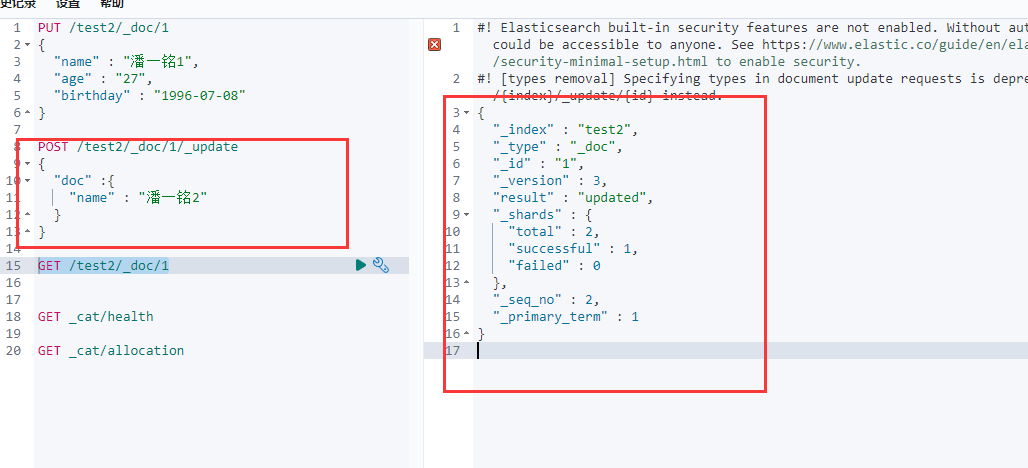 更记录 设置 帮助
1 PUT /test2/_doc/1
2 {
3 "name" : "潘一铭1",
4 "age" : "27",
5 "birthday" : "1996-07-08"
6 }
7
8 POST /test2/_doc/1/_update
9 {
10 "doc" :{
11 "name" : "潘一铭2"
12 }
13 }
14
15 GET /test2/_doc/1
16
17
18 GET _cat/health
19
20 GET _cat/allocation
1 #! Elasticsearch built-in security features are not enabled. Without aut
could be accessible to anyone. See https://www.elastic.co/guide/en/ela
/security-minimal-setup.html to enable security.
2 #! [types removal] Specifying types in document update requests is depre
/{index}/_update/{id} instead.
3 {
4 "_index" : "test2",
5 "_type" : "_doc",
6 "_id" : "1",
7 "_version" : 3,
8 "result" : "updated",
9 "_shards" : {
10 "total" : 2,
11 "successful" : 1,
12 "failed" : 0
13 },
14 "_seq_no" : 2,
15 "_primary_term" : 1
16 }
17